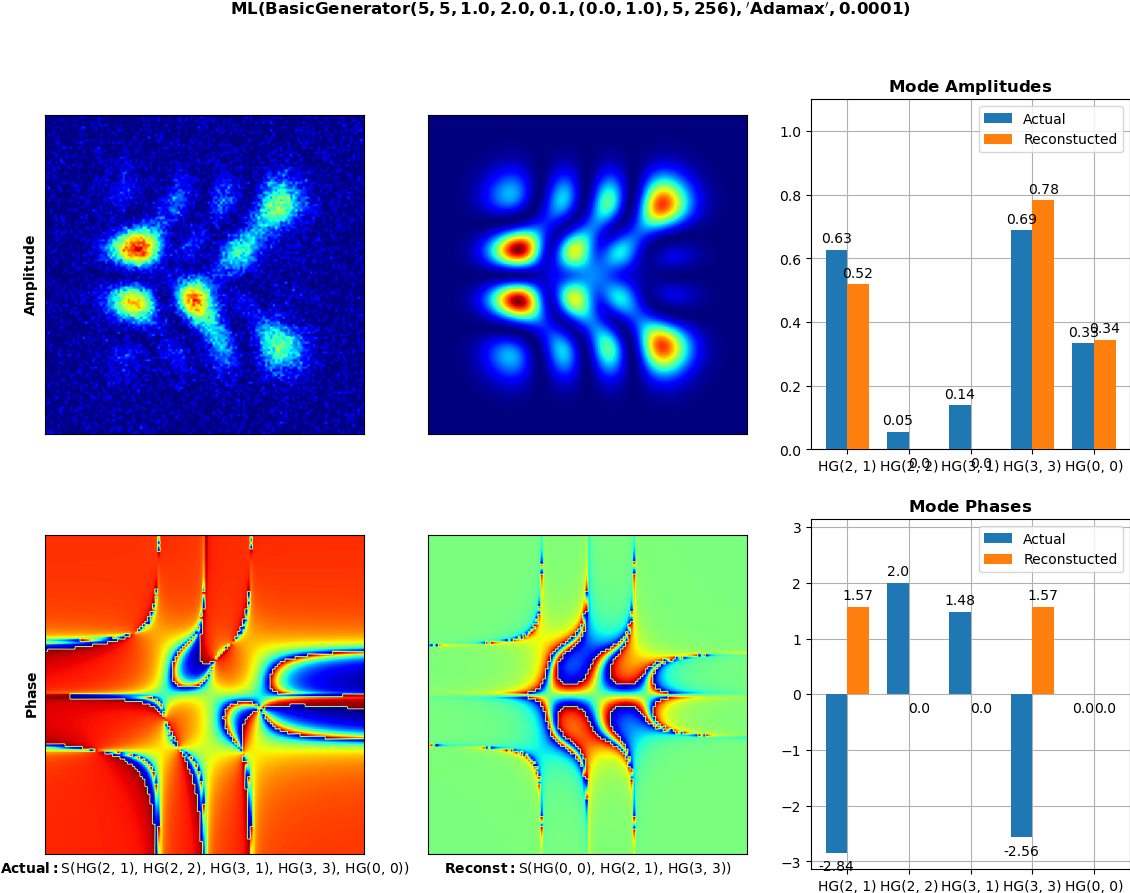 ML(BasicGenerator(5, 5, 1.0, 2.0, 0.1, (0.0, 1.0), 5, 256), ′Adamax′, 0.0001)
Amplitude
Mode Amplitudes
Actual
Reconstucted
1.0
0.8
0.6
0.4
0.2
0.0
0.63
0.52
0.05
0.0
0.14
0.0
0.69
0.78
0.33
0.34
HG(2, 1)
HG(2, 2)
HG(3, 1)
HG(3, 3)
HG(0, 0)
Phase
Actual: S(HG(2, 1), HG(2, 2), HG(3, 1), HG(3, 3), HG(0, 0))
Reconst: S(HG(0, 0), HG(2, 1), HG(3, 3))
Mode Phases
Actual
Reconstucted
3
2
1
0
−1
−2
−3
-2.84
1.57
2.0
0.0
1.48
0.0
-2.56
1.57
0.0
0.0
HG(2, 1)
HG(2, 2)
HG(3, 1)
HG(3, 3)
HG(0, 0)